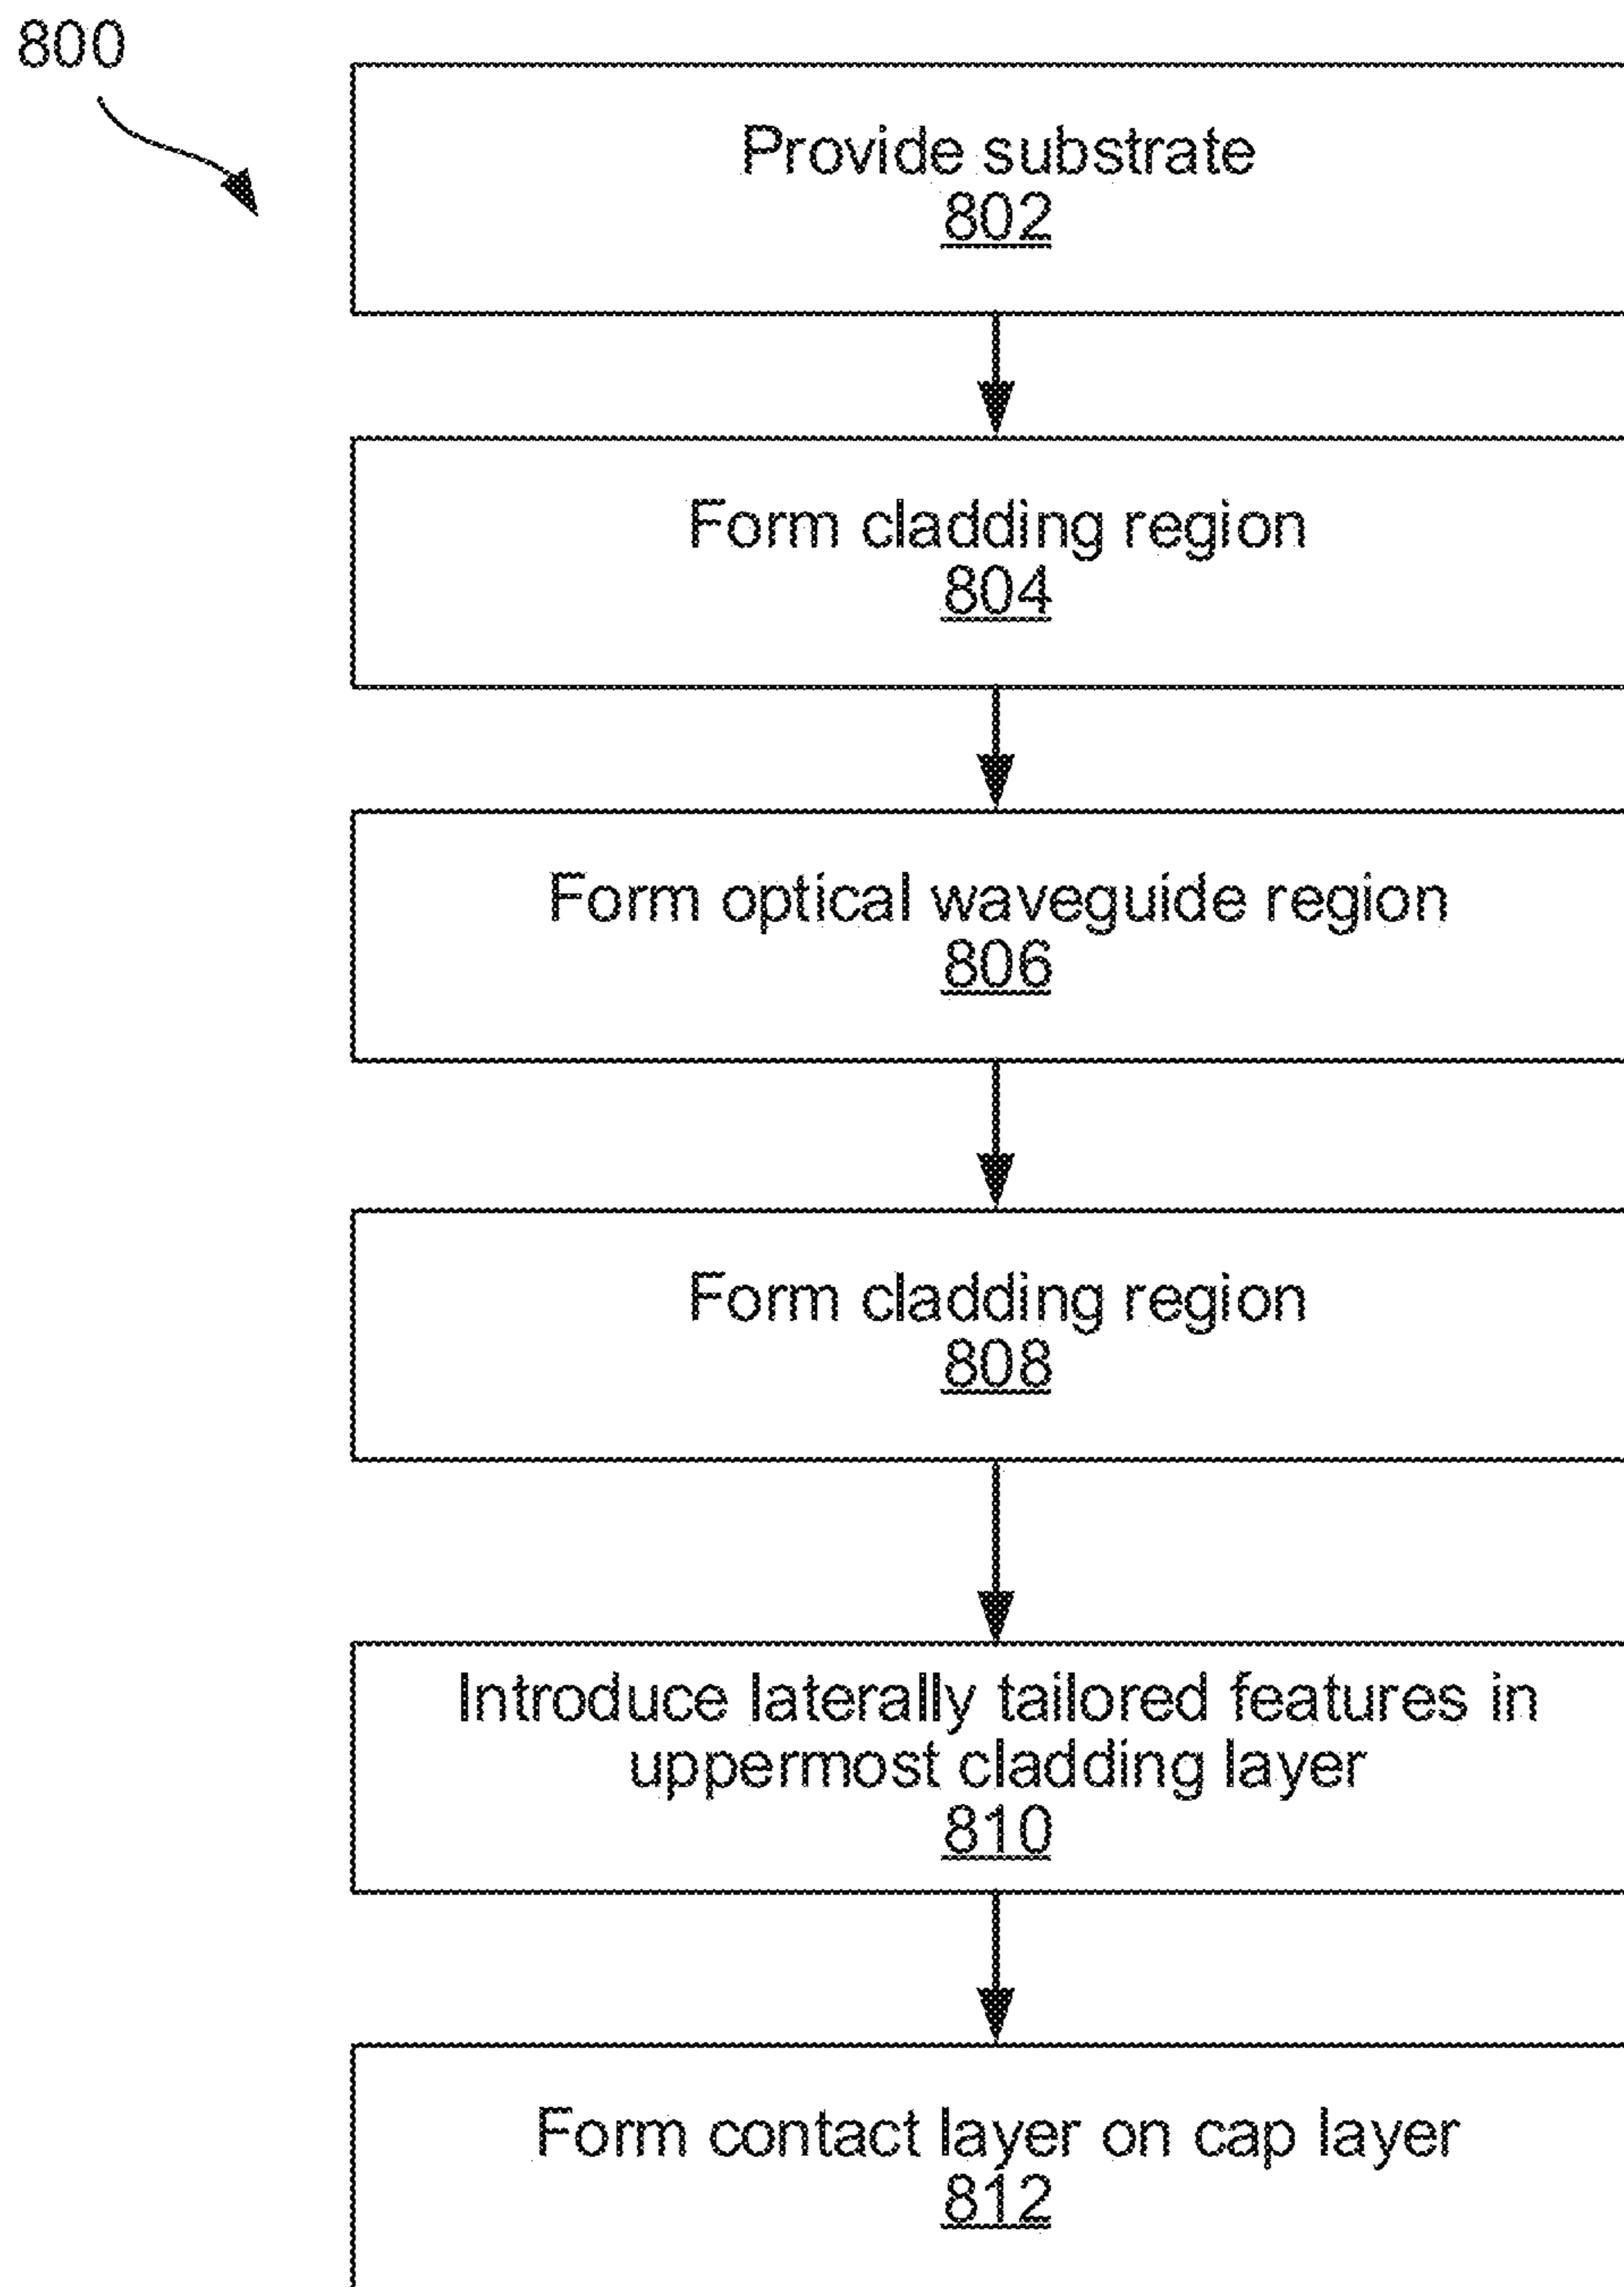 800
Provide substrate
802
Form cladding region
804
Form optical waveguide region
806
Form cladding region
808
Introduce laterally tailored features in
uppermost cladding layer
810
Form contact layer on cap layer
812